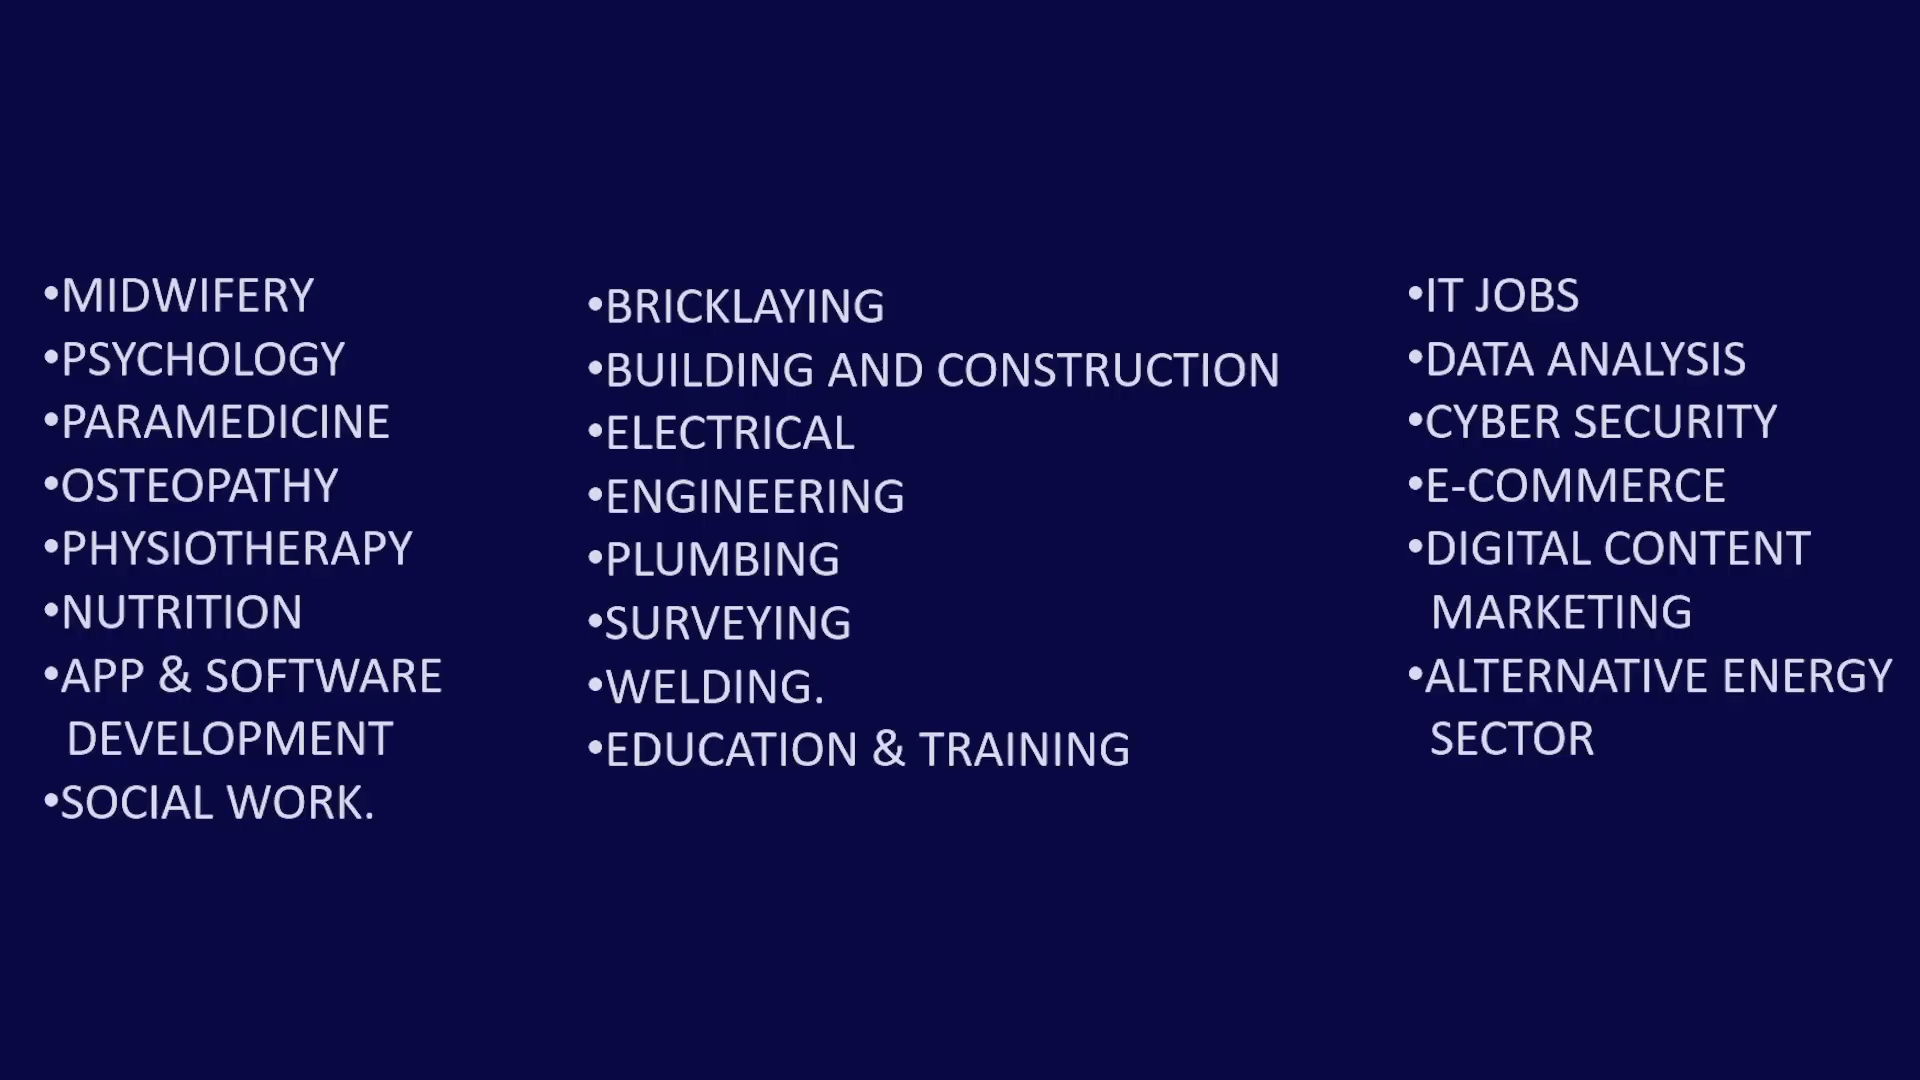 •MIDWIFERY
•PSYCHOLOGY
•PARAMEDICINE
•OSTEOPATHY
•PHYSIOTHERAPY
•NUTRITION
•APP & SOFTWARE
DEVELOPMENT
•SOCIAL WORK.
•BRICKLAYING
•BUILDING AND CONSTRUCTION
•ELECTRICAL
•ENGINEERING
•PLUMBING
•SURVEYING
•WELDING.
•EDUCATION & TRAINING
•IT JOBS
•DATA ANALYSIS
•CYBER SECURITY
•E-COMMERCE
•DIGITAL CONTENT
MARKETING
•ALTERNATIVE ENERGY
SECTOR